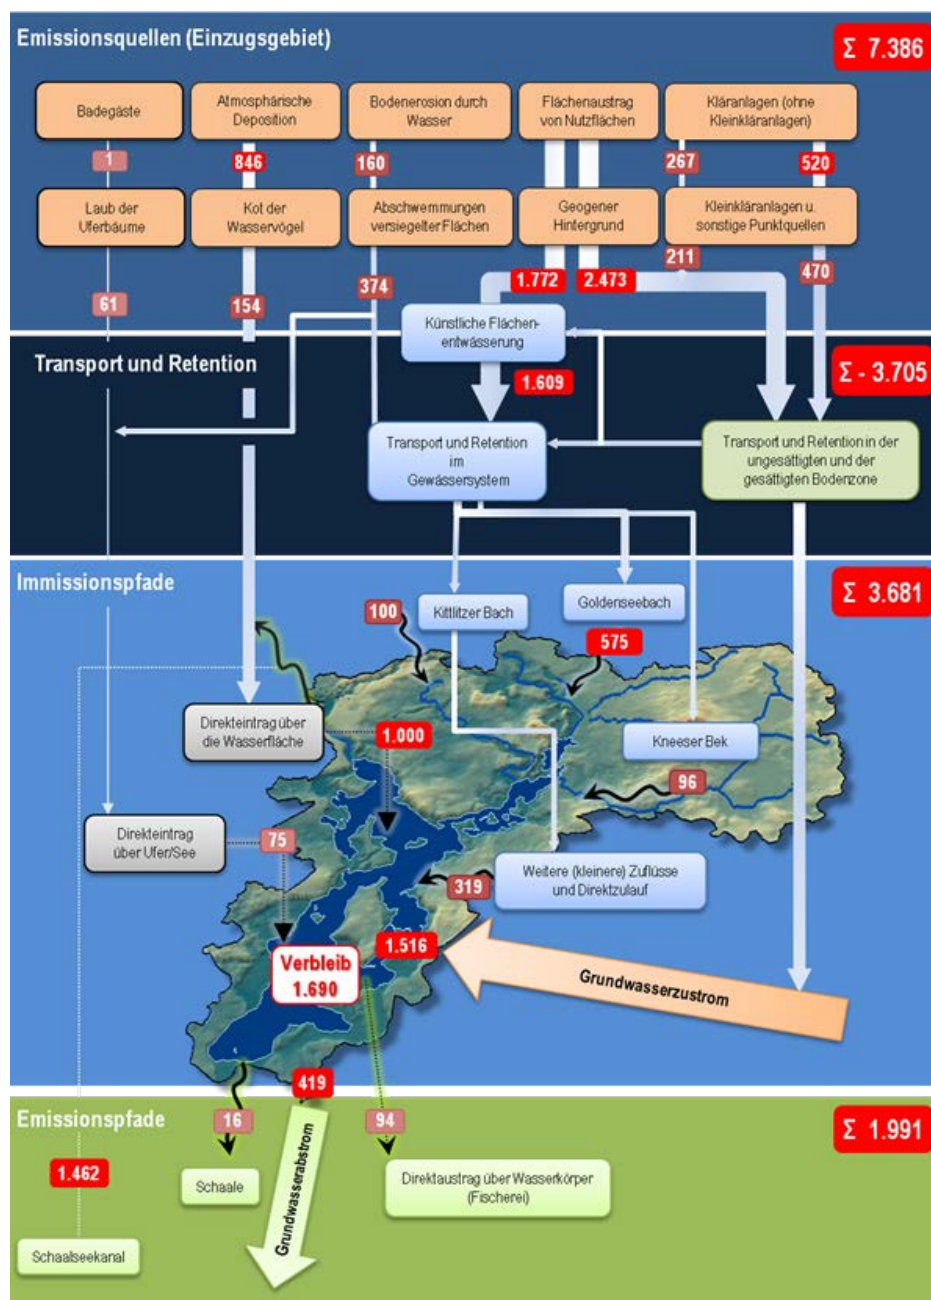 Emissionsquellen (Einzugsgebiet)
Σ 7.386
Badegäste
Atmosphärische
Deposition
Bodenerosion durch
Wasser
Flächenaustrag
von Nutzflächen
Kläranlagen (ohne
Kleinkläranlagen)
1
846
160
267
520
Laub der
Uferbäume
Kot der
Wasservögel
Abschwemmungen
versiegelter Flächen
Geogener
Hintergrund
Kleinkläranlagen u.
sonstige Punktquellen
61
154
374
1.772
2.473
211
470
Künstliche Flächen-
entwässerung
Transport und Retention
Σ - 3.705
1.609
Transport und Retention
im
Gewässersystem
Transport und Retention in der
ungesättigten und der
gesättigten Bodenzone
Immissionspfade
Σ 3.681
100
Kittlitzer Bach
Goldenseebach
575
Direkteintrag über
die Wasserfläche
1.000
Kneeser Bek
96
Direkteintrag
über Ufer/See
75
319
Weitere (kleinere) Zuflüsse
und Direktzulauf
1.516
Verbleib
1.690
Grundwasserzustrom
419
Emissionspfade
Σ 1.991
16
94
1.462
Schaale
Grundwasserabstrom
Direktaustrag über Wasserkörper
(Fischerei)
Schaalseekanal